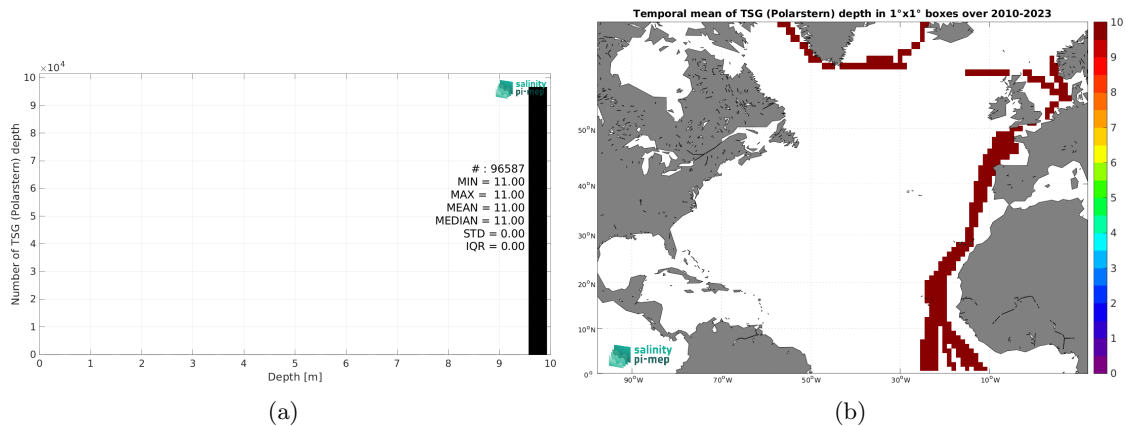 ×10⁴
10
9
8
7
6
5
4
3
2
1
0
Number of TSG (Polarstern) depth
salinity
pi-mep
# : 96587
MIN = 11.00
MAX = 11.00
MEAN = 11.00
MEDIAN = 11.00
STD = 0.00
IQR = 0.00
0 1 2 3 4 5 6 7 8 9 10
Depth [m]
(a)
Temporal mean of TSG (Polarstern) depth in 1°x1° boxes over 2010-2023
50°N
40°N
30°N
20°N
10°N
0°
90°W 70°W 50°W 30°W 10°W
salinity
pi-mep
10
9
8
7
6
5
4
3
2
1
0
(b)